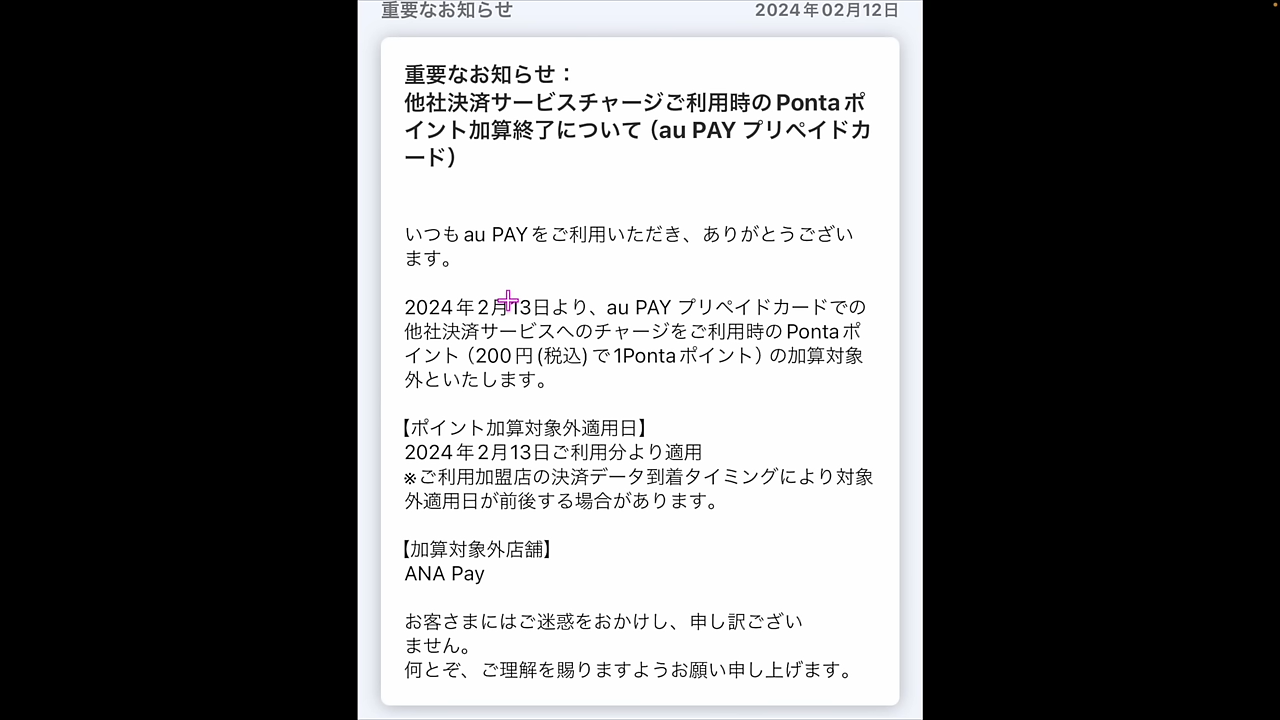 重要なお知らせ
2024年02月12日
重要なお知らせ：
他社決済サービスチャージご利用時のPontaポ
イント加算終了について（au PAY プリペイドカ
ード）
いつもau PAYをご利用いただき、ありがとうござい
ます。
2024年2月13日より、au PAY プリペイドカードでの
他社決済サービスへのチャージをご利用時のPontaポ
イント（200円(税込)で1Pontaポイント）の加算対象
外といたします。
【ポイント加算対象外適用日】
2024年2月13日ご利用分より適用
※ご利用加盟店の決済データ到着タイミングにより対象
外適用日が前後する場合があります。
【加算対象外店舗】
ANA Pay
お客さまにはご迷惑をおかけし、申し訳ござい
ません。
何とぞ、ご理解を賜りますようお願い申し上げます。